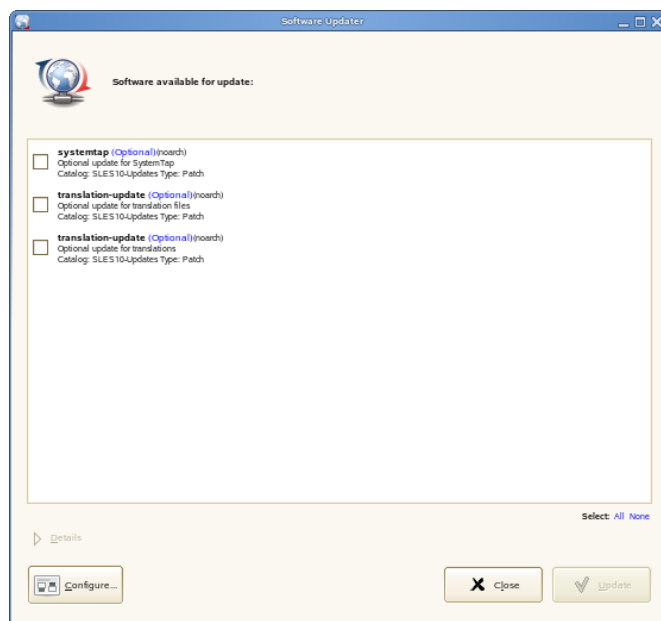 Software Updater
Software available for update:
systemtap (Optional)(noarch)
Optional update for SystemTap
Catalog: SLES10-Updates Type: Patch
translation-update (Optional)(noarch)
Optional update for translation files
Catalog: SLES10-Updates Type: Patch
translation-update (Optional)(noarch)
Optional update for translations
Catalog: SLES10-Updates Type: Patch
Select: All None
Details
Configure... Close Update